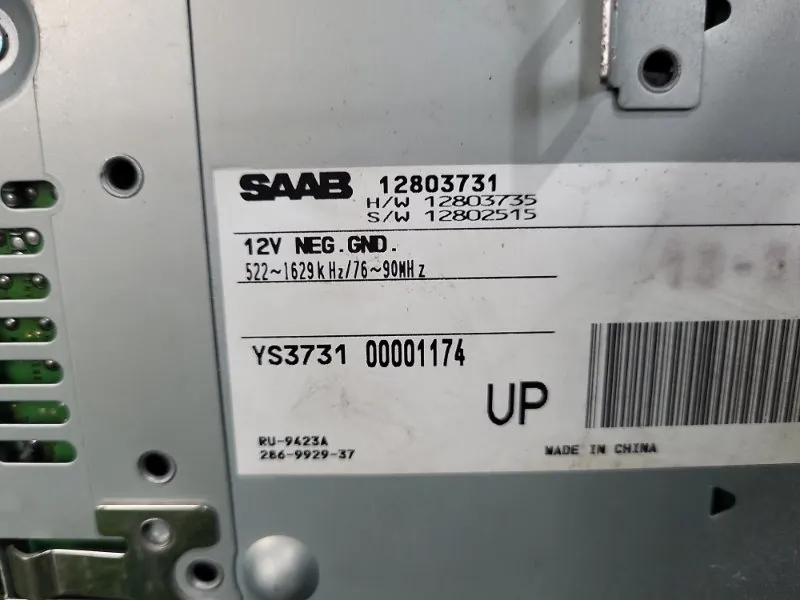 SAAB 12803731
H/W 12803735
S/W 12802515
12V NEG.GND.
522~1629kHz/76~90MHz
YS3731 00001174
UP
RU-9423A
286-9929-37
MADE IN CHINA